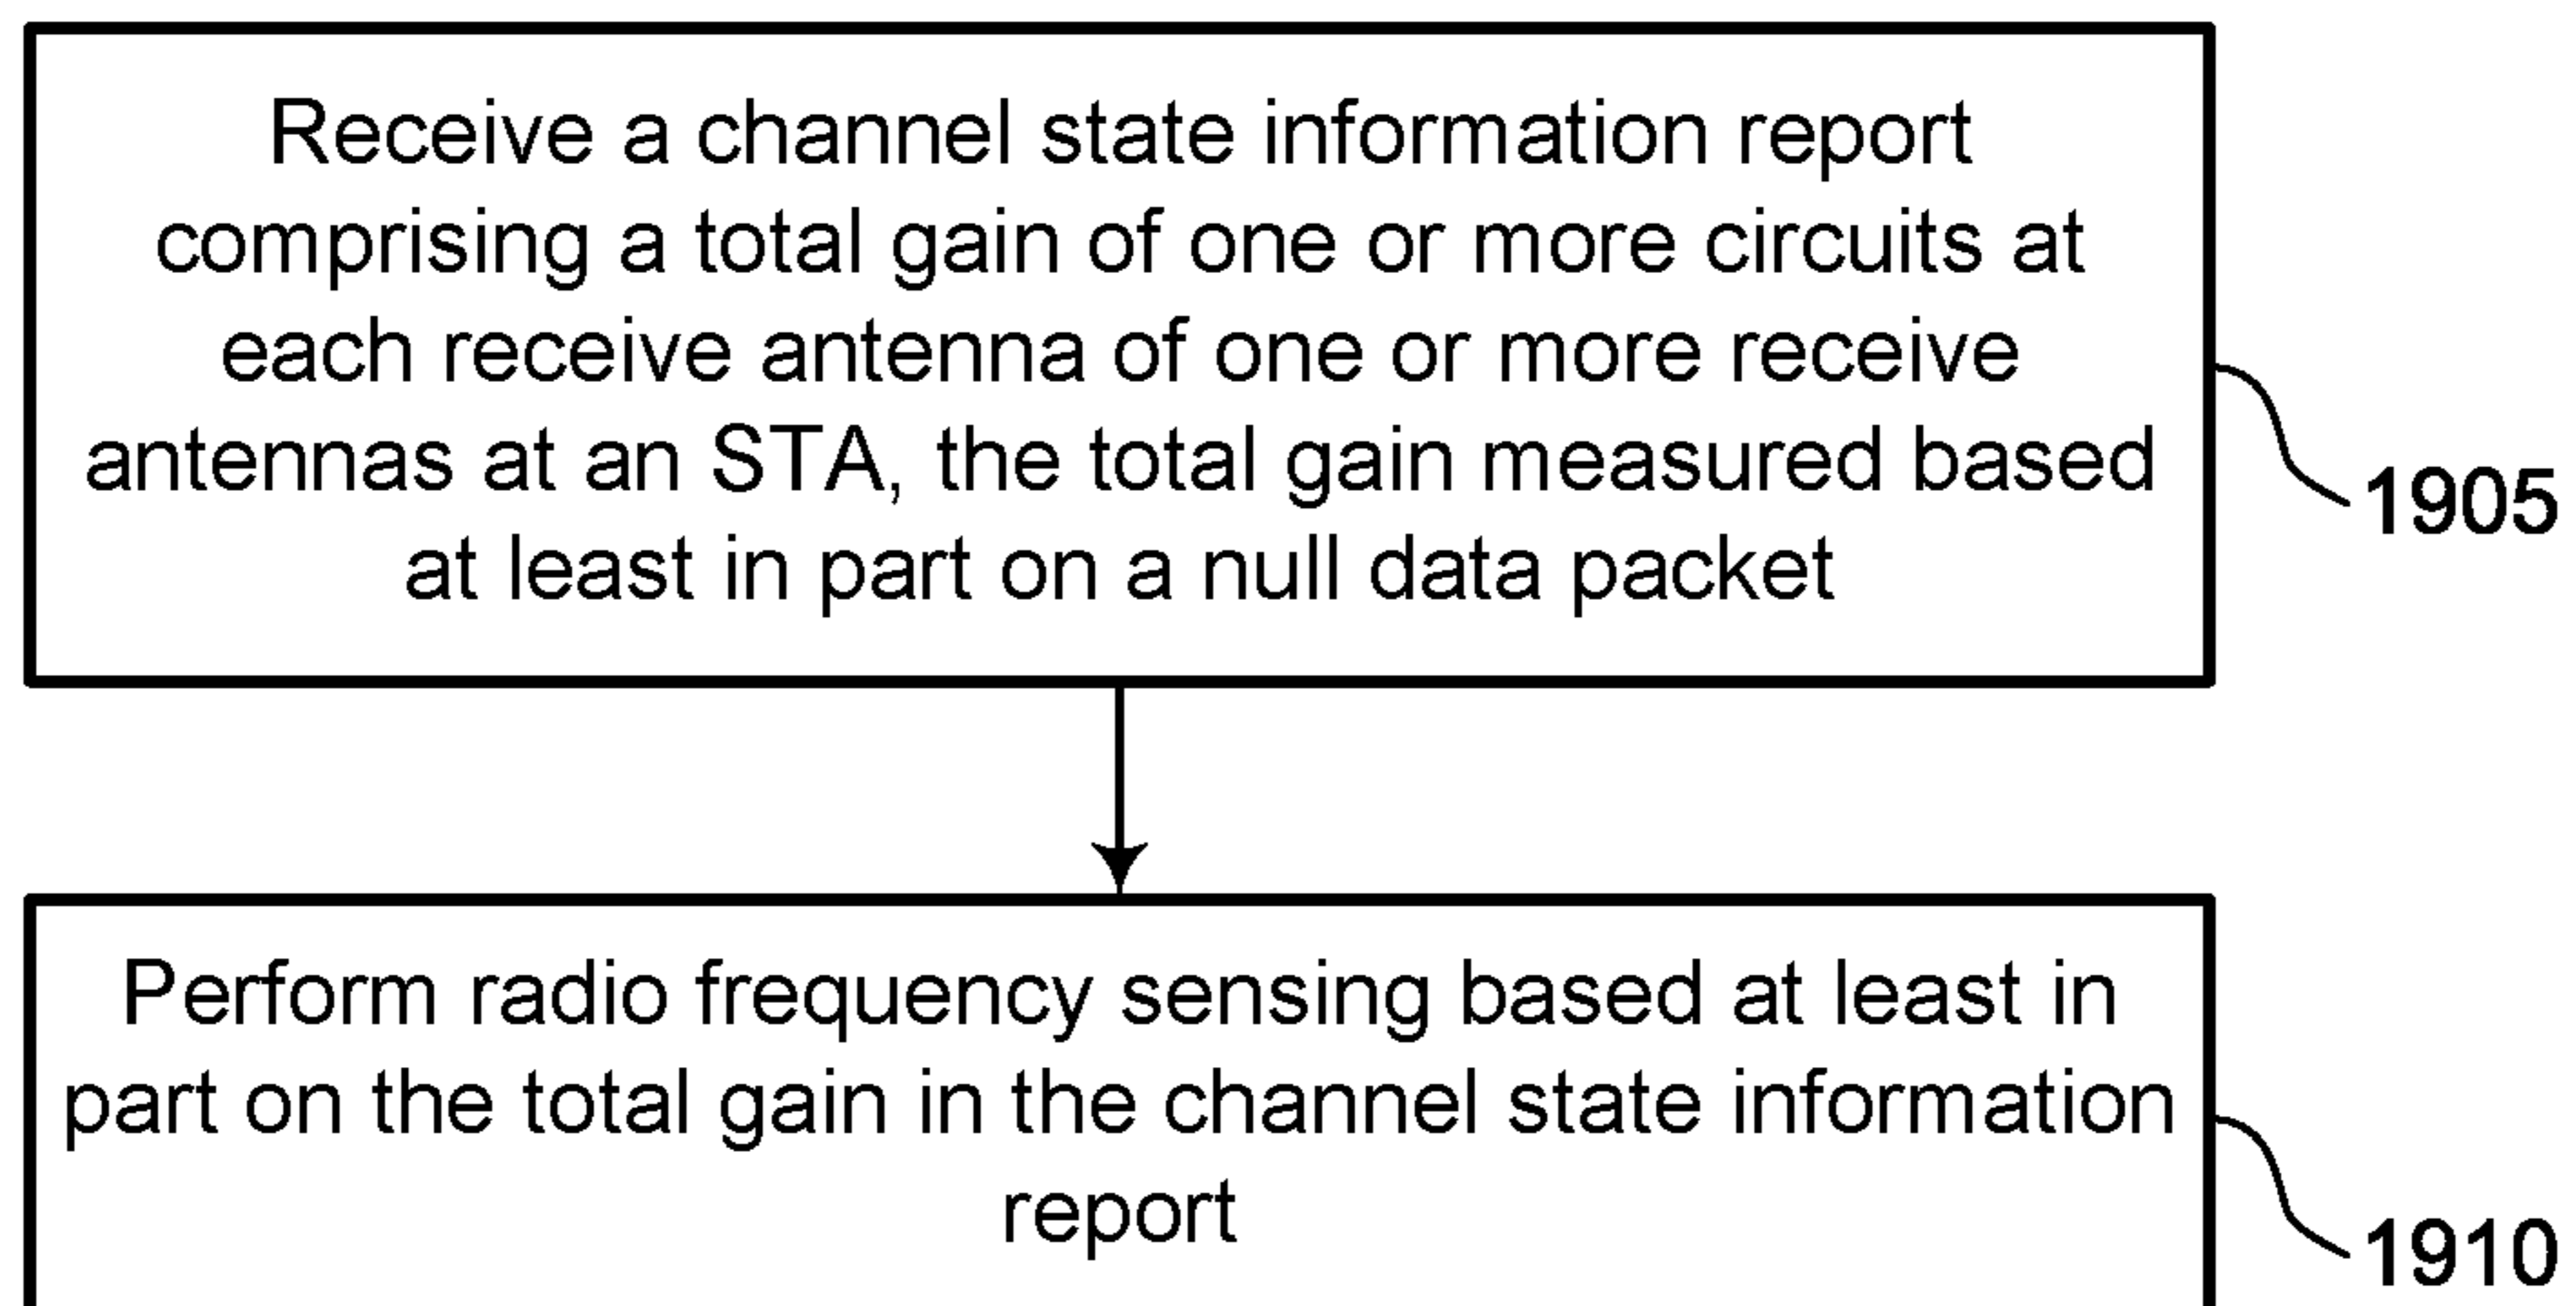 Receive a channel state information report
comprising a total gain of one or more circuits at
each receive antenna of one or more receive
antennas at an STA, the total gain measured based
at least in part on a null data packet
1905
Perform radio frequency sensing based at least in
part on the total gain in the channel state information
report
1910